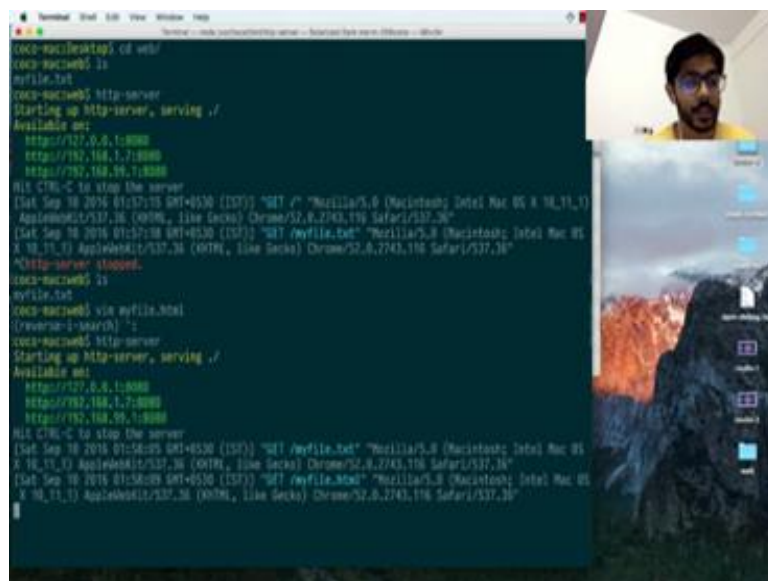 Terminal Shell Edit View Window Help
coco-mac:Desktop$ cd web/
coco-mac:web$ ls
myfile.txt
coco-mac:web$ http-server
Starting up http-server, serving ./
Available on:
http://127.0.0.1:8080
http://192.168.1.7:8080
http://192.168.99.1:8080
Hit CTRL-C to stop the server
[Sat Sep 10 2016 01:57:15 GMT+0530 (IST)] "GET /" "Mozilla/5.0 (Macintosh; Intel Mac OS X 10_11_1)
AppleWebKit/537.36 (KHTML, like Gecko) Chrome/52.0.2743.116 Safari/537.36"
[Sat Sep 10 2016 01:57:18 GMT+0530 (IST)] "GET /myfile.txt" "Mozilla/5.0 (Macintosh; Intel Mac OS
X 10_11_1) AppleWebKit/537.36 (KHTML, like Gecko) Chrome/52.0.2743.116 Safari/537.36"
^Chttp-server stopped.
coco-mac:web$ ls
myfile.txt
coco-mac:web$ vim myfile.html
(reverse-i-search)`':
coco-mac:web$ http-server
Starting up http-server, serving ./
Available on:
http://127.0.0.1:8080
http://192.168.1.7:8080
http://192.168.99.1:8080
Hit CTRL-C to stop the server
[Sat Sep 10 2016 01:58:05 GMT+0530 (IST)] "GET /myfile.txt" "Mozilla/5.0 (Macintosh; Intel Mac OS
X 10_11_1) AppleWebKit/537.36 (KHTML, like Gecko) Chrome/52.0.2743.116 Safari/537.36"
[Sat Sep 10 2016 01:58:09 GMT+0530 (IST)] "GET /myfile.html" "Mozilla/5.0 (Macintosh; Intel Mac OS
X 10_11_1) AppleWebKit/537.36 (KHTML, like Gecko) Chrome/52.0.2743.116 Safari/537.36"